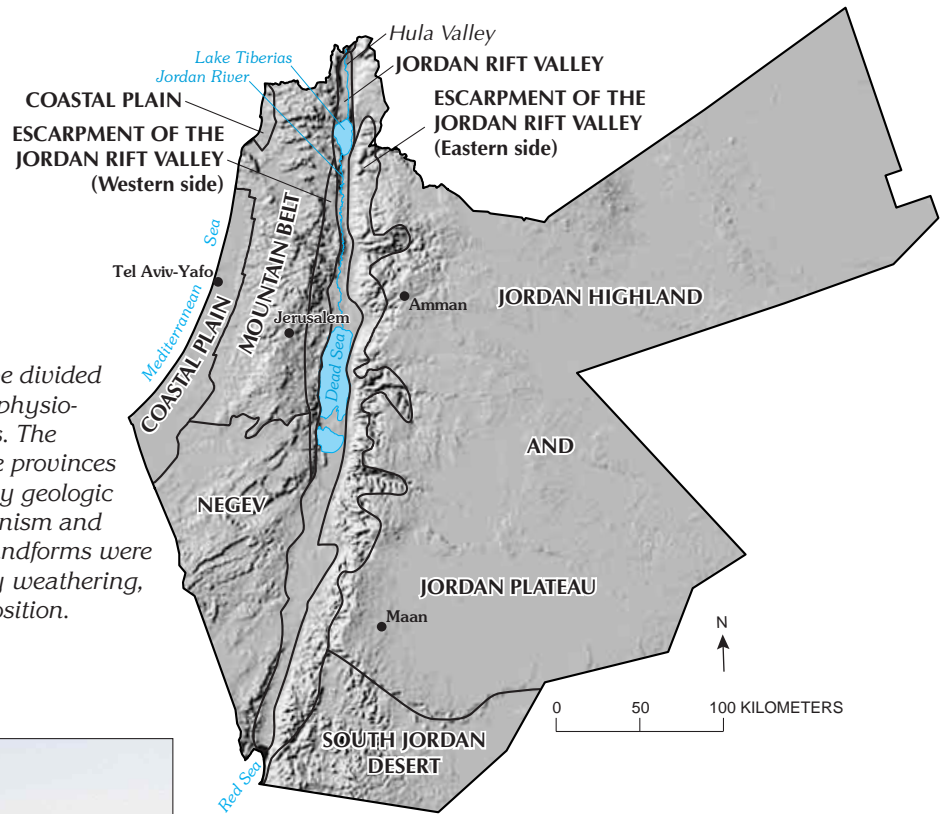 Hula Valley
Lake Tiberias
JORDAN RIFT VALLEY
Jordan River
COASTAL PLAIN
ESCARPMENT OF THE
JORDAN RIFT VALLEY
(Eastern side)
ESCARPMENT OF THE
JORDAN RIFT VALLEY
(Western side)
Mediterranean Sea
Tel Aviv-Yafo
MOUNTAIN BELT
Amman
JORDAN HIGHLAND
Jerusalem
COASTAL PLAIN
Dead Sea
e divided
physio-
s. The
e provinces
y geologic
nism and
ndforms were
y weathering,
osition.
AND
NEGEV
JORDAN PLATEAU
Maan
N
0 50 100 KILOMETERS
SOUTH JORDAN
DESERT
Red Sea